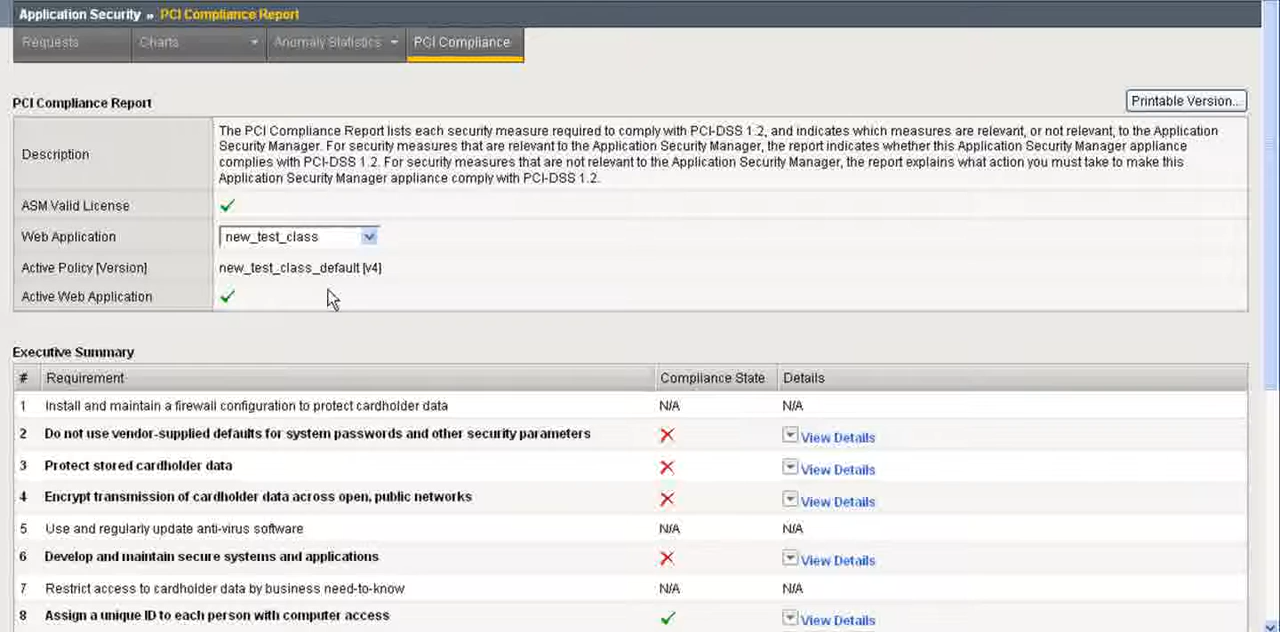 Application Security » PCI Compliance Report
Requests Charts Anomaly Statistics PCI Compliance
PCI Compliance Report
Printable Version...
Description
The PCI Compliance Report lists each security measure required to comply with PCI-DSS 1.2, and indicates which measures are relevant, or not relevant, to the Application
Security Manager. For security measures that are relevant to the Application Security Manager, the report indicates whether this Application Security Manager appliance
complies with PCI-DSS 1.2. For security measures that are not relevant to the Application Security Manager, the report explains what action you must take to make this
Application Security Manager appliance comply with PCI-DSS 1.2.
ASM Valid License
Web Application new_test_class
Active Policy [Version] new_test_class_default [v4]
Active Web Application
Executive Summary
# Requirement Compliance State Details
1 Install and maintain a firewall configuration to protect cardholder data N/A N/A
2 Do not use vendor-supplied defaults for system passwords and other security parameters View Details
3 Protect stored cardholder data View Details
4 Encrypt transmission of cardholder data across open, public networks View Details
5 Use and regularly update anti-virus software N/A N/A
6 Develop and maintain secure systems and applications View Details
7 Restrict access to cardholder data by business need-to-know N/A N/A
8 Assign a unique ID to each person with computer access View Details